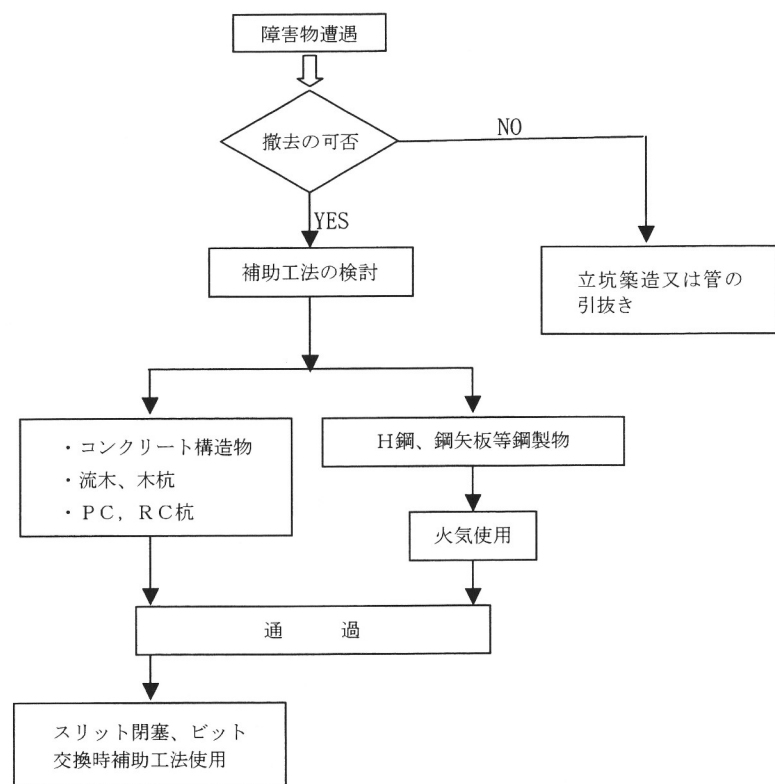 障害物遭遇
撤去の可否
NO
YES
補助工法の検討
立坑築造又は管の
引抜き
・コンクリート構造物
・流木、木杭
・ＰＣ，ＲＣ杭
Ｈ鋼、鋼矢板等鋼製物
火気使用
通　　過
スリット閉塞、ビット
交換時補助工法使用